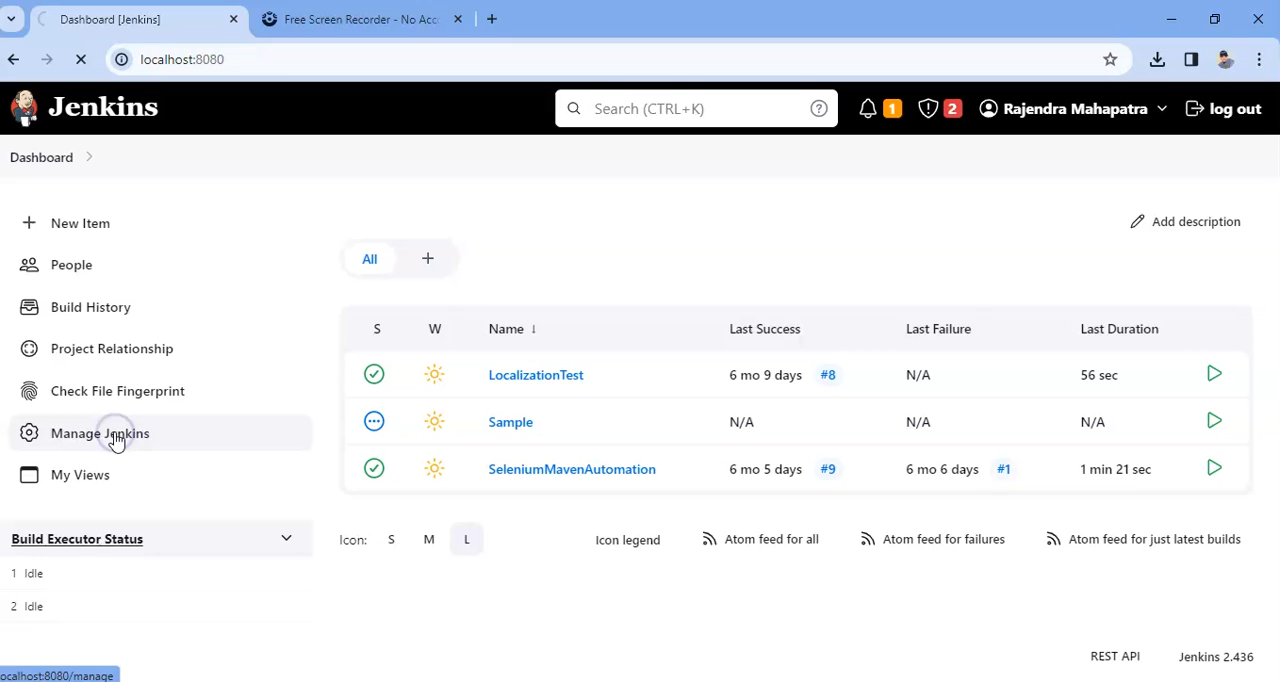 Dashboard [Jenkins]
Free Screen Recorder - No Acc
localhost:8080
Jenkins
Search (CTRL+K)
1
2
Rajendra Mahapatra
log out
Dashboard
New Item
Add description
People
All
Build History
Project Relationship
Check File Fingerprint
Manage Jenkins
My Views
S W Name ↓ Last Success Last Failure Last Duration
LocalizationTest 6 mo 9 days #8 N/A 56 sec
Sample N/A N/A N/A
SeleniumMavenAutomation 6 mo 5 days #9 6 mo 6 days #1 1 min 21 sec
Build Executor Status
1 Idle
2 Idle
Icon: S M L
Icon legend
Atom feed for all
Atom feed for failures
Atom feed for just latest builds
REST API
Jenkins 2.436
ocalhost:8080/manage